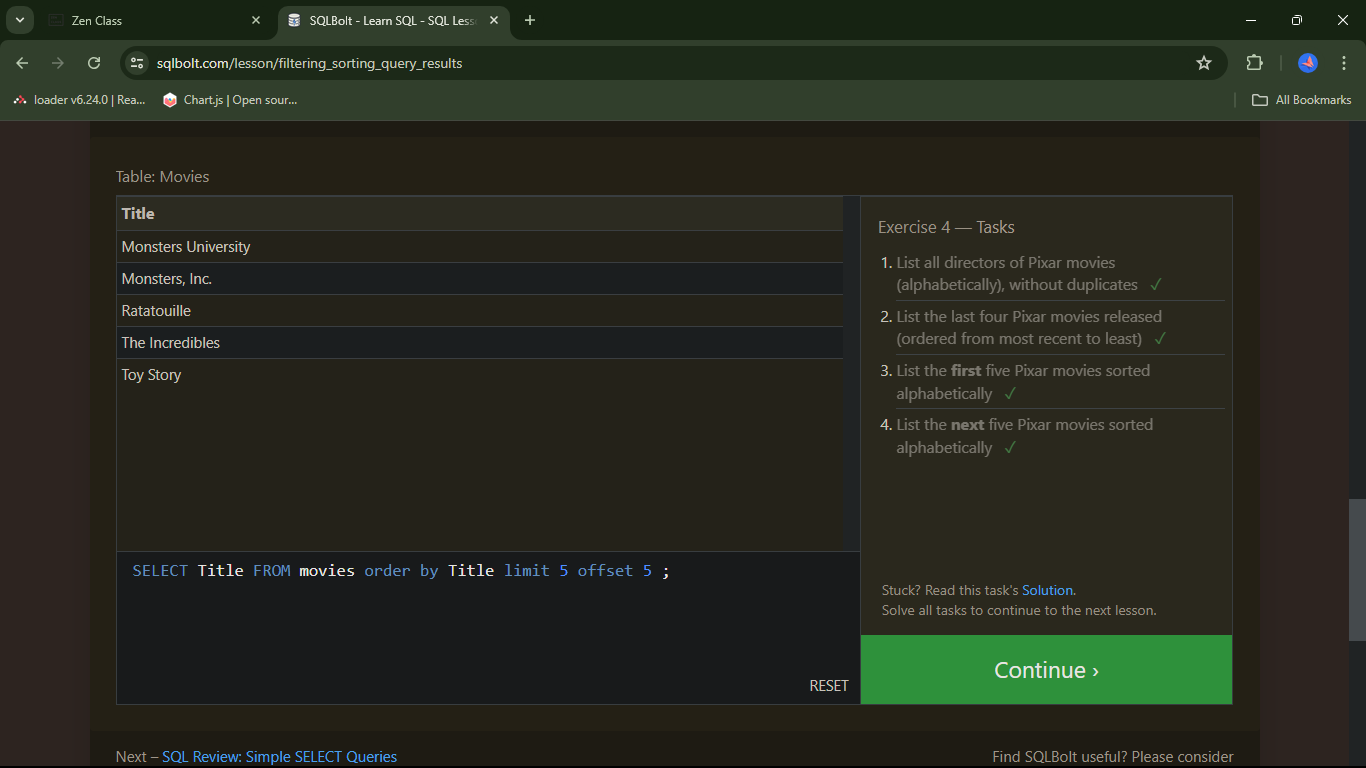 Zen Class
SQLBolt - Learn SQL - SQL Less
sqlbolt.com/lesson/filtering_sorting_query_results
loader v6.24.0 | Rea...
Chart.js | Open sour...
All Bookmarks
Table: Movies
Title
Monsters University
Monsters, Inc.
Ratatouille
The Incredibles
Toy Story
SELECT Title FROM movies order by Title limit 5 offset 5 ;
RESET
Exercise 4 — Tasks
1. List all directors of Pixar movies
(alphabetically), without duplicates ✓
2. List the last four Pixar movies released
(ordered from most recent to least) ✓
3. List the first five Pixar movies sorted
alphabetically ✓
4. List the next five Pixar movies sorted
alphabetically ✓
Stuck? Read this task's Solution.
Solve all tasks to continue to the next lesson.
Continue ›
Next – SQL Review: Simple SELECT Queries
Find SQLBolt useful? Please consider